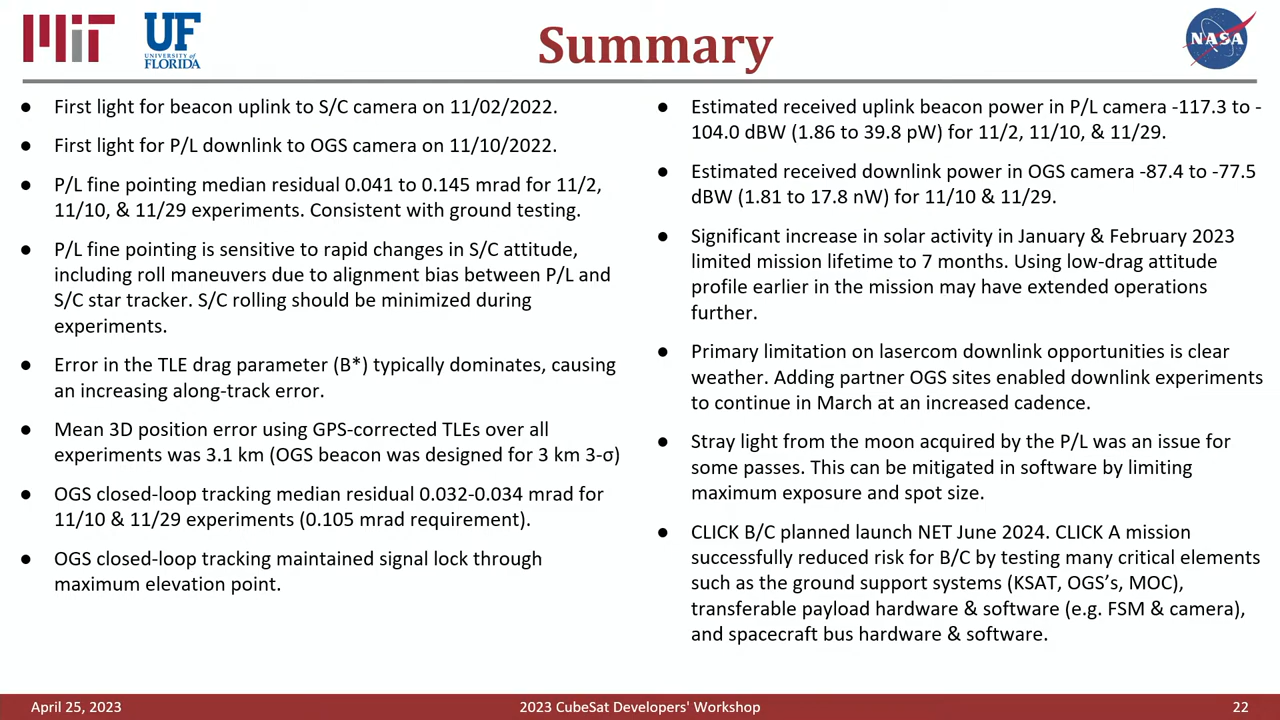 MIT
UF
UNIVERSITY of
FLORIDA
Summary
NASA
● First light for beacon uplink to S/C camera on 11/02/2022.
● First light for P/L downlink to OGS camera on 11/10/2022.
● P/L fine pointing median residual 0.041 to 0.145 mrad for 11/2,
11/10, & 11/29 experiments. Consistent with ground testing.
● P/L fine pointing is sensitive to rapid changes in S/C attitude,
including roll maneuvers due to alignment bias between P/L and
S/C star tracker. S/C rolling should be minimized during
experiments.
● Error in the TLE drag parameter (B*) typically dominates, causing
an increasing along-track error.
● Mean 3D position error using GPS-corrected TLEs over all
experiments was 3.1 km (OGS beacon was designed for 3 km 3-σ)
● OGS closed-loop tracking median residual 0.032-0.034 mrad for
11/10 & 11/29 experiments (0.105 mrad requirement).
● OGS closed-loop tracking maintained signal lock through
maximum elevation point.
● Estimated received uplink beacon power in P/L camera -117.3 to -
104.0 dBW (1.86 to 39.8 pW) for 11/2, 11/10, & 11/29.
● Estimated received downlink power in OGS camera -87.4 to -77.5
dBW (1.81 to 17.8 nW) for 11/10 & 11/29.
● Significant increase in solar activity in January & February 2023
limited mission lifetime to 7 months. Using low-drag attitude
profile earlier in the mission may have extended operations
further.
● Primary limitation on lasercom downlink opportunities is clear
weather. Adding partner OGS sites enabled downlink experiments
to continue in March at an increased cadence.
● Stray light from the moon acquired by the P/L was an issue for
some passes. This can be mitigated in software by limiting
maximum exposure and spot size.
● CLICK B/C planned launch NET June 2024. CLICK A mission
successfully reduced risk for B/C by testing many critical elements
such as the ground support systems (KSAT, OGS’s, MOC),
transferable payload hardware & software (e.g. FSM & camera),
and spacecraft bus hardware & software.
April 25, 2023
2023 CubeSat Developers' Workshop
22